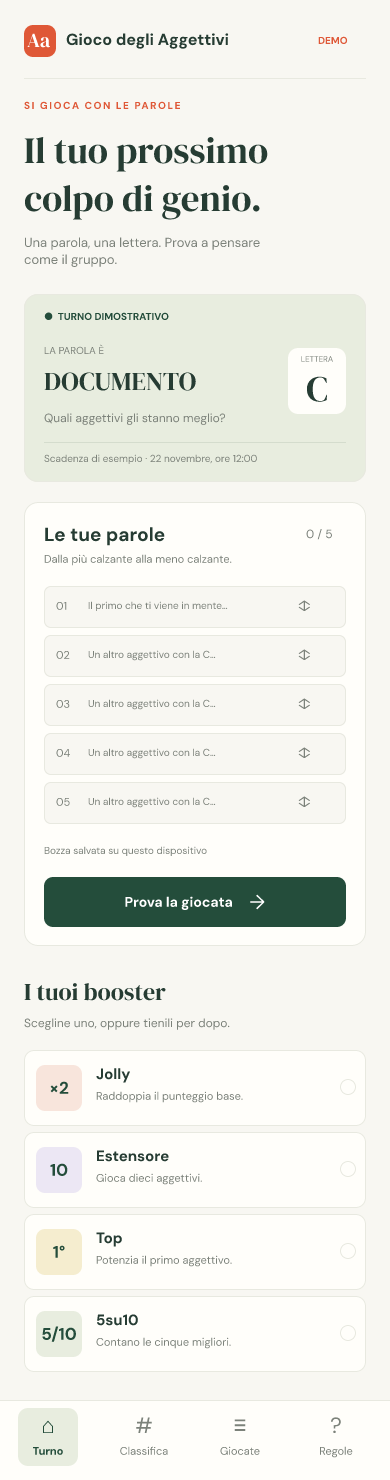 Aa Gioco degli Aggettivi DEMO
SI GIOCA CON LE PAROLE
Il tuo prossimo
colpo di genio.
Una parola, una lettera. Prova a pensare
come il gruppo.
● TURNO DIMOSTRATIVO
LA PAROLA È
DOCUMENTO
Quali aggettivi gli stanno meglio?
LETTERA
C
Scadenza di esempio · 22 novembre, ore 12:00
Le tue parole 0 / 5
Dalla più calzante alla meno calzante.
01 Il primo che ti viene in mente…
02 Un altro aggettivo con la C…
03 Un altro aggettivo con la C…
04 Un altro aggettivo con la C…
05 Un altro aggettivo con la C…
Bozza salvata su questo dispositivo
Prova la giocata →
I tuoi booster
Scegline uno, oppure tienili per dopo.
×2 Jolly
Raddoppia il punteggio base.
10 Estensore
Gioca dieci aggettivi.
1° Top
Potenzia il primo aggettivo.
5/10 5su10
Contano le cinque migliori.
⌂ # ≡ ?
Turno Classifica Giocate Regole